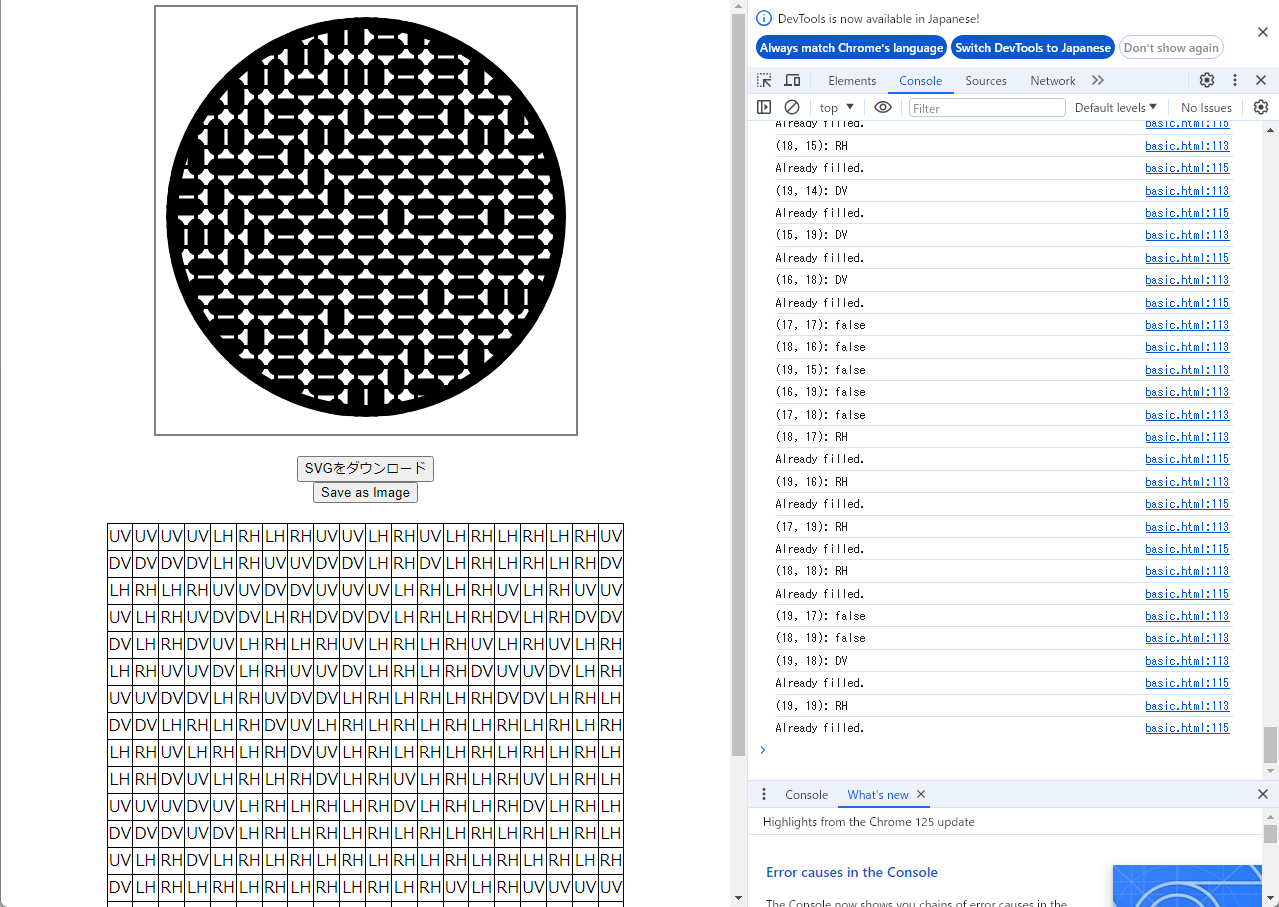 SVGをダウンロード
Save as Image
UV UV UV UV LH RH LH RH UV UV LH RH UV LH RH LH RH LH RH UV
DV DV DV DV LH RH UV UV DV DV LH RH DV LH RH LH RH LH RH DV
LH RH LH RH UV UV DV DV UV UV UV LH RH LH RH UV LH RH UV UV
UV LH RH UV DV DV LH RH DV DV DV LH RH LH RH DV LH RH DV DV
DV LH RH DV UV LH RH LH RH UV LH RH LH RH UV LH RH UV LH RH
LH RH UV UV DV LH RH UV UV DV LH RH LH RH DV UV UV DV LH RH
UV UV DV DV LH RH UV DV DV LH RH LH RH LH RH DV DV LH RH LH
DV DV LH RH LH RH DV UV LH RH LH RH LH RH LH RH LH RH LH RH
LH RH UV LH RH LH RH DV UV LH RH LH RH LH RH LH RH LH RH LH
LH RH DV UV LH RH LH RH DV LH RH UV LH RH LH RH UV LH RH LH
UV UV UV DV UV LH RH LH RH LH RH DV LH RH LH RH DV LH RH LH
DV DV DV UV DV LH RH LH RH LH RH LH RH LH RH LH RH LH RH LH
UV LH RH DV LH RH LH RH LH RH LH RH LH RH LH RH LH RH LH RH
DV LH RH LH RH LH RH LH RH LH RH LH RH UV LH RH UV UV UV UV
DevTools is now available in Japanese!
Always match Chrome's language Switch DevTools to Japanese Don't show again
Elements Console Sources Network
top Filter Default levels No Issues
Already filled. basic.html:115
(18, 15): RH basic.html:113
Already filled. basic.html:115
(19, 14): DV basic.html:113
Already filled. basic.html:115
(15, 19): DV basic.html:113
Already filled. basic.html:115
(16, 18): DV basic.html:113
Already filled. basic.html:115
(17, 17): false basic.html:113
(18, 16): false basic.html:113
(19, 15): false basic.html:113
(16, 19): false basic.html:113
(17, 18): false basic.html:113
(18, 17): RH basic.html:113
Already filled. basic.html:115
(19, 16): RH basic.html:113
Already filled. basic.html:115
(17, 19): RH basic.html:113
Already filled. basic.html:115
(18, 18): RH basic.html:113
Already filled. basic.html:115
(19, 17): false basic.html:113
(18, 19): false basic.html:113
(19, 18): DV basic.html:113
Already filled. basic.html:115
(19, 19): RH basic.html:113
Already filled. basic.html:115
Console What's new
Highlights from the Chrome 125 update
Error causes in the Console
The Console now shows you chains of error causes in the